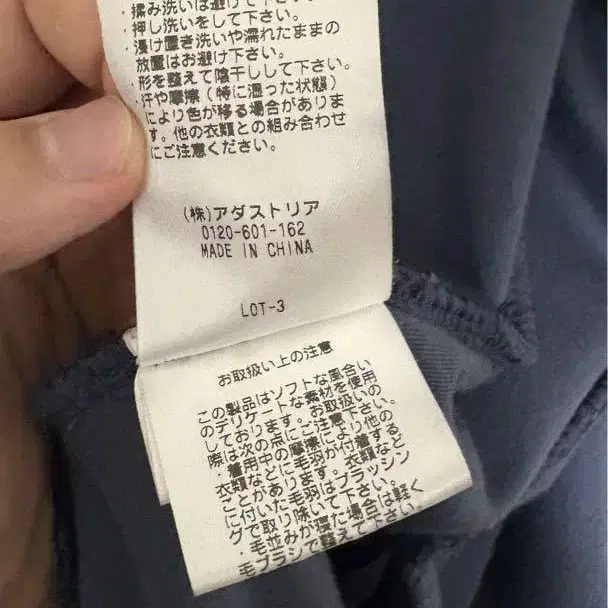 ・揉み洗いは避けて下さい。
・押し洗いをして下さい。
・浸け置き洗いや濡れたままの
放置はお避け下さい。
・形を整えて陰干しして下さい。
・汗や摩擦（特に湿った状態）
により色が移る場合がありま
す。他の衣類との組み合わせ
にご注意ください。
(株)アダストリア
0120-601-162
MADE IN CHINA
LOT-3
お取扱い上の注意
この製品はソフトな風合い
のデリケートな素材を使用
しております。お取扱いの
際は次の点にご注意下さい。
・着用中の摩擦により他の
衣類などに毛羽が付着する
ことがあります。衣類など
に付いた毛羽はブラッシン
グで取り除いて下さい。
・毛並みが寝た場合は軽く
毛ブラシで整えて下さい。